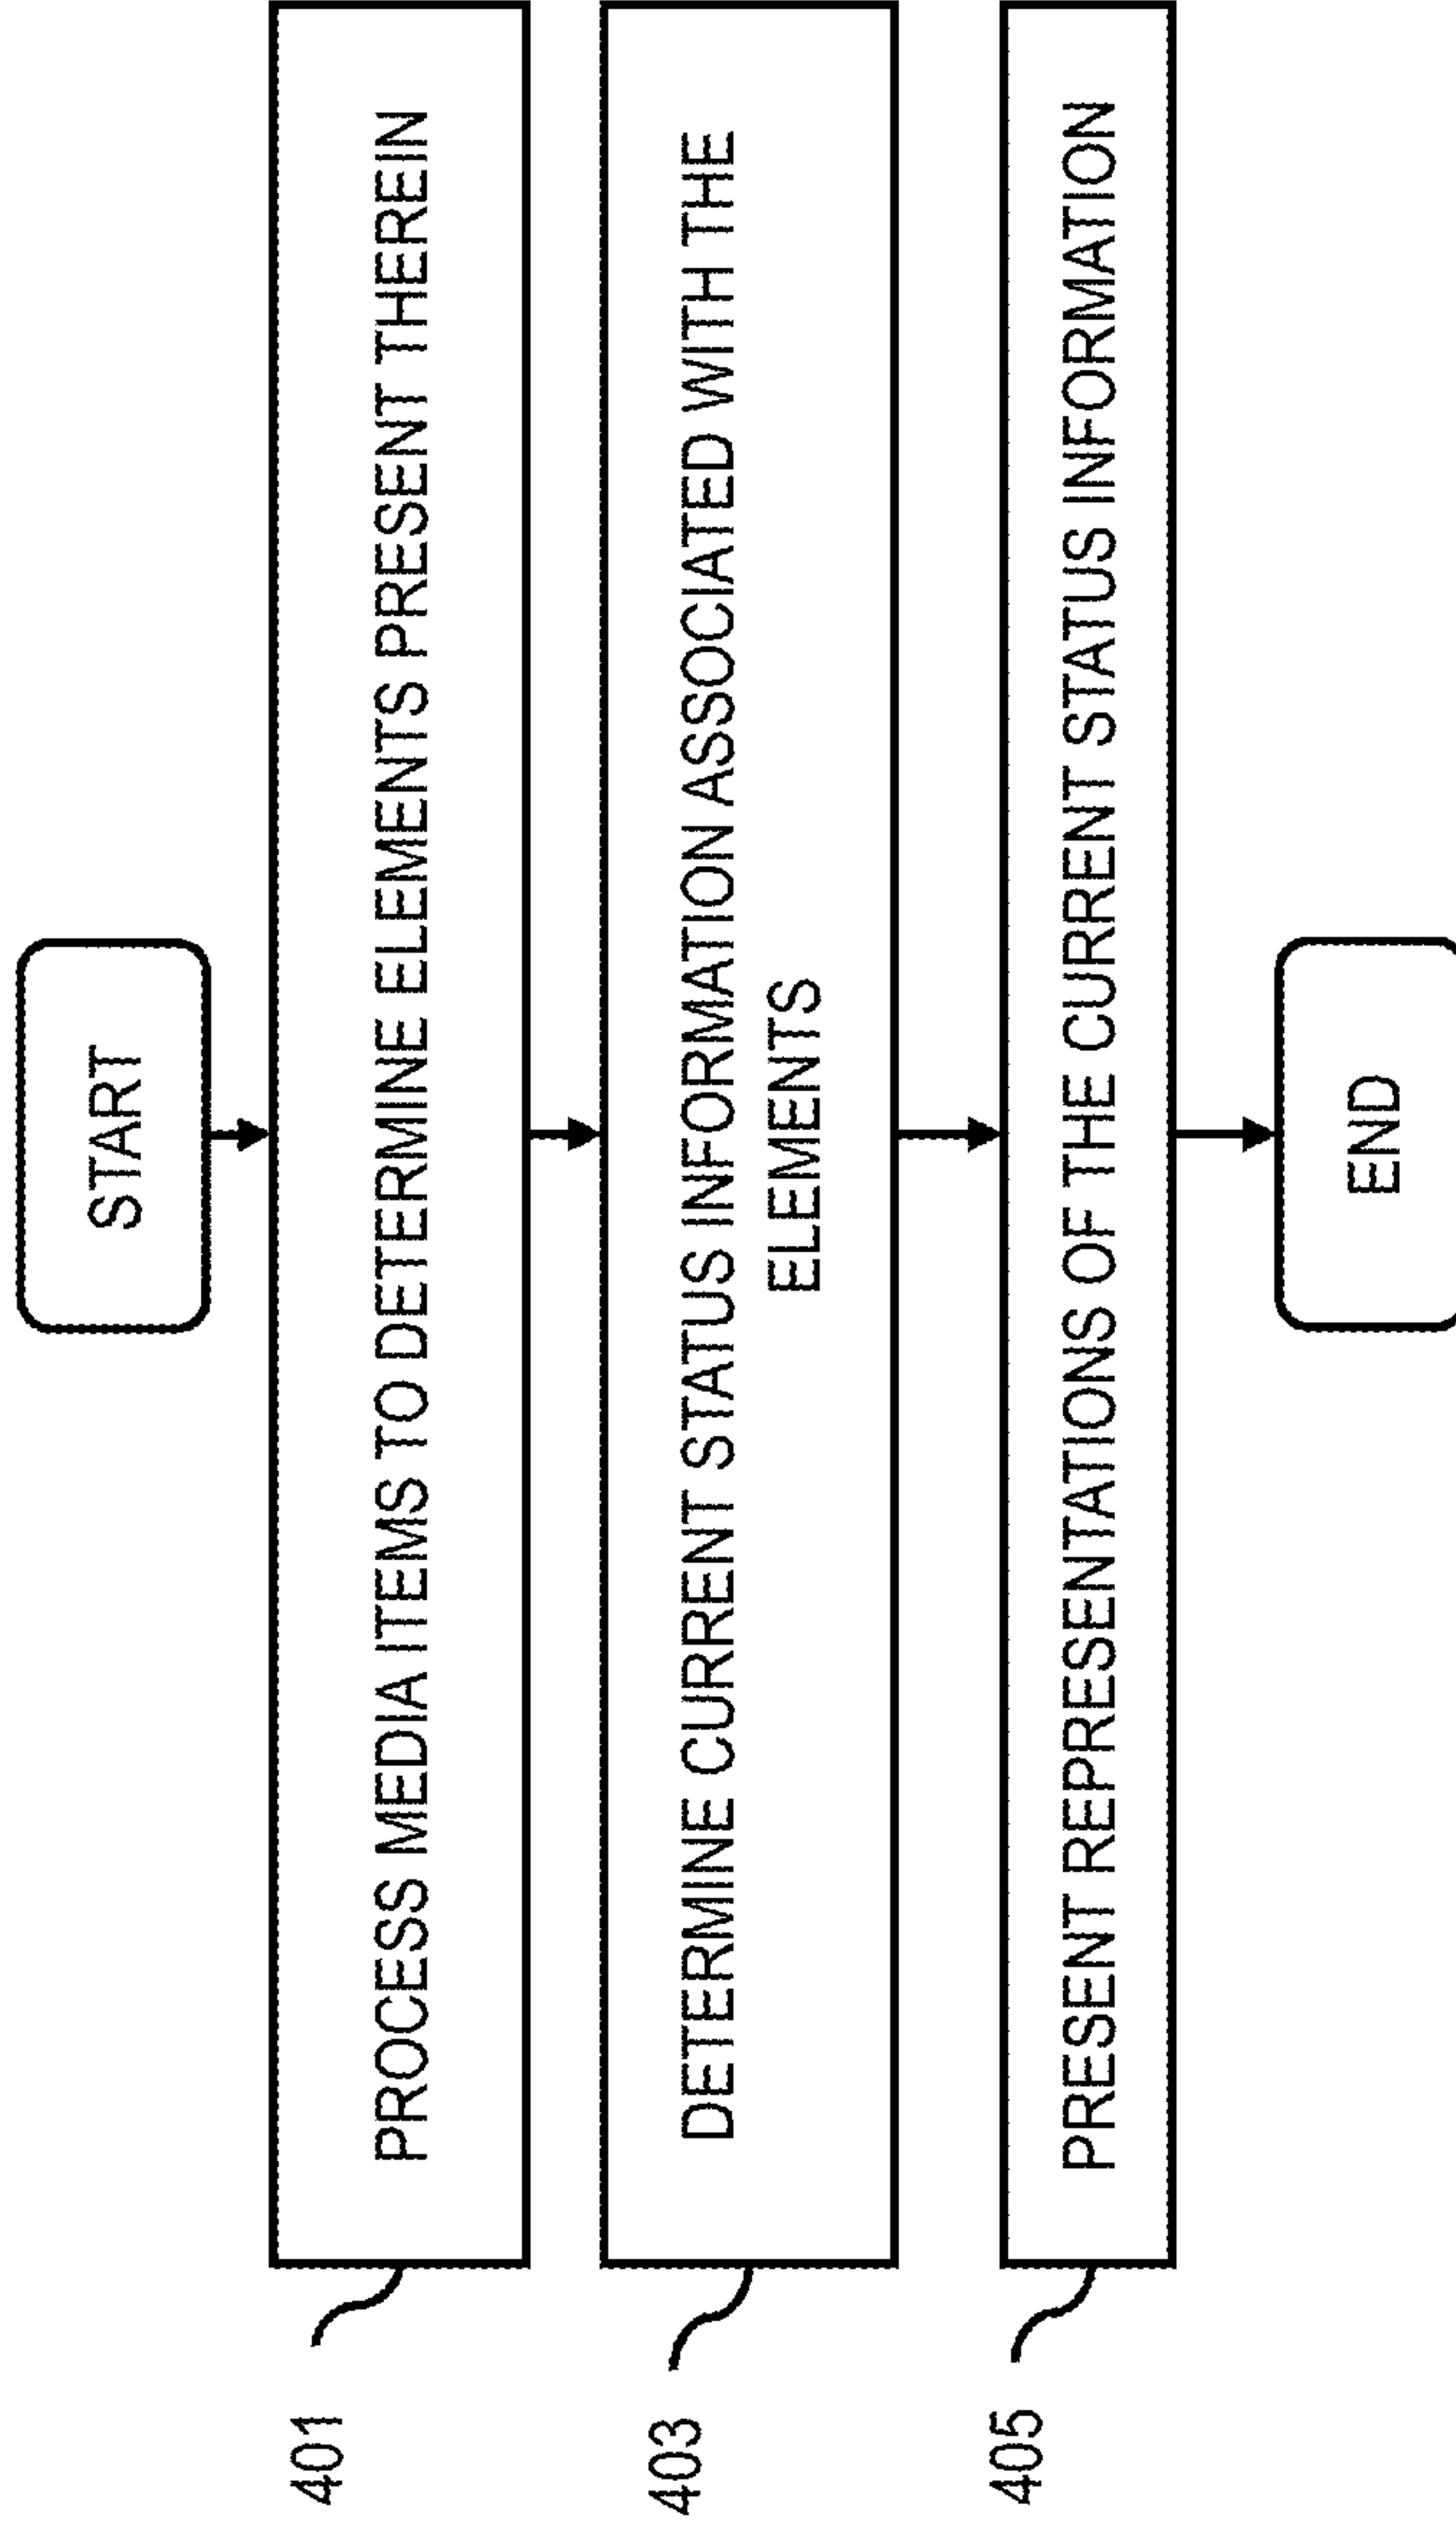 START
401
PROCESS MEDIA ITEMS TO DETERMINE ELEMENTS PRESENT THEREIN
403
DETERMINE CURRENT STATUS INFORMATION ASSOCIATED WITH THE
ELEMENTS
405
PRESENT REPRESENTATIONS OF THE CURRENT STATUS INFORMATION
END